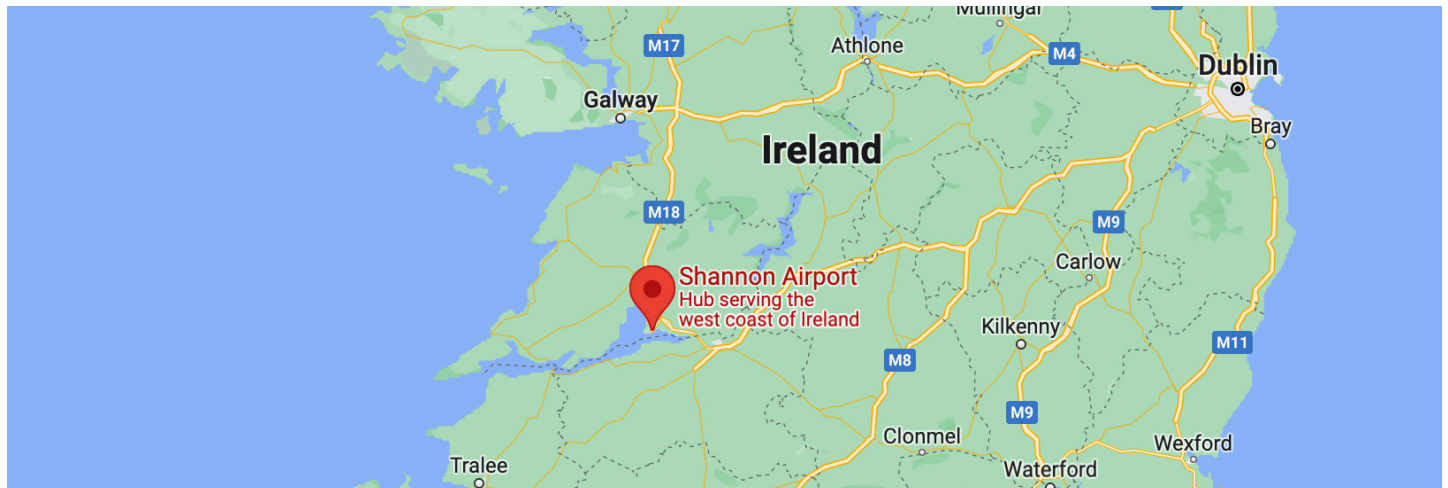 Mullingar
Athlone
M17
M4
Dublin
Galway
Bray
Ireland
M18
M9
Carlow
Shannon Airport
Hub serving the
west coast of Ireland
Kilkenny
M11
M8
M9
Clonmel
Wexford
Tralee
Waterford